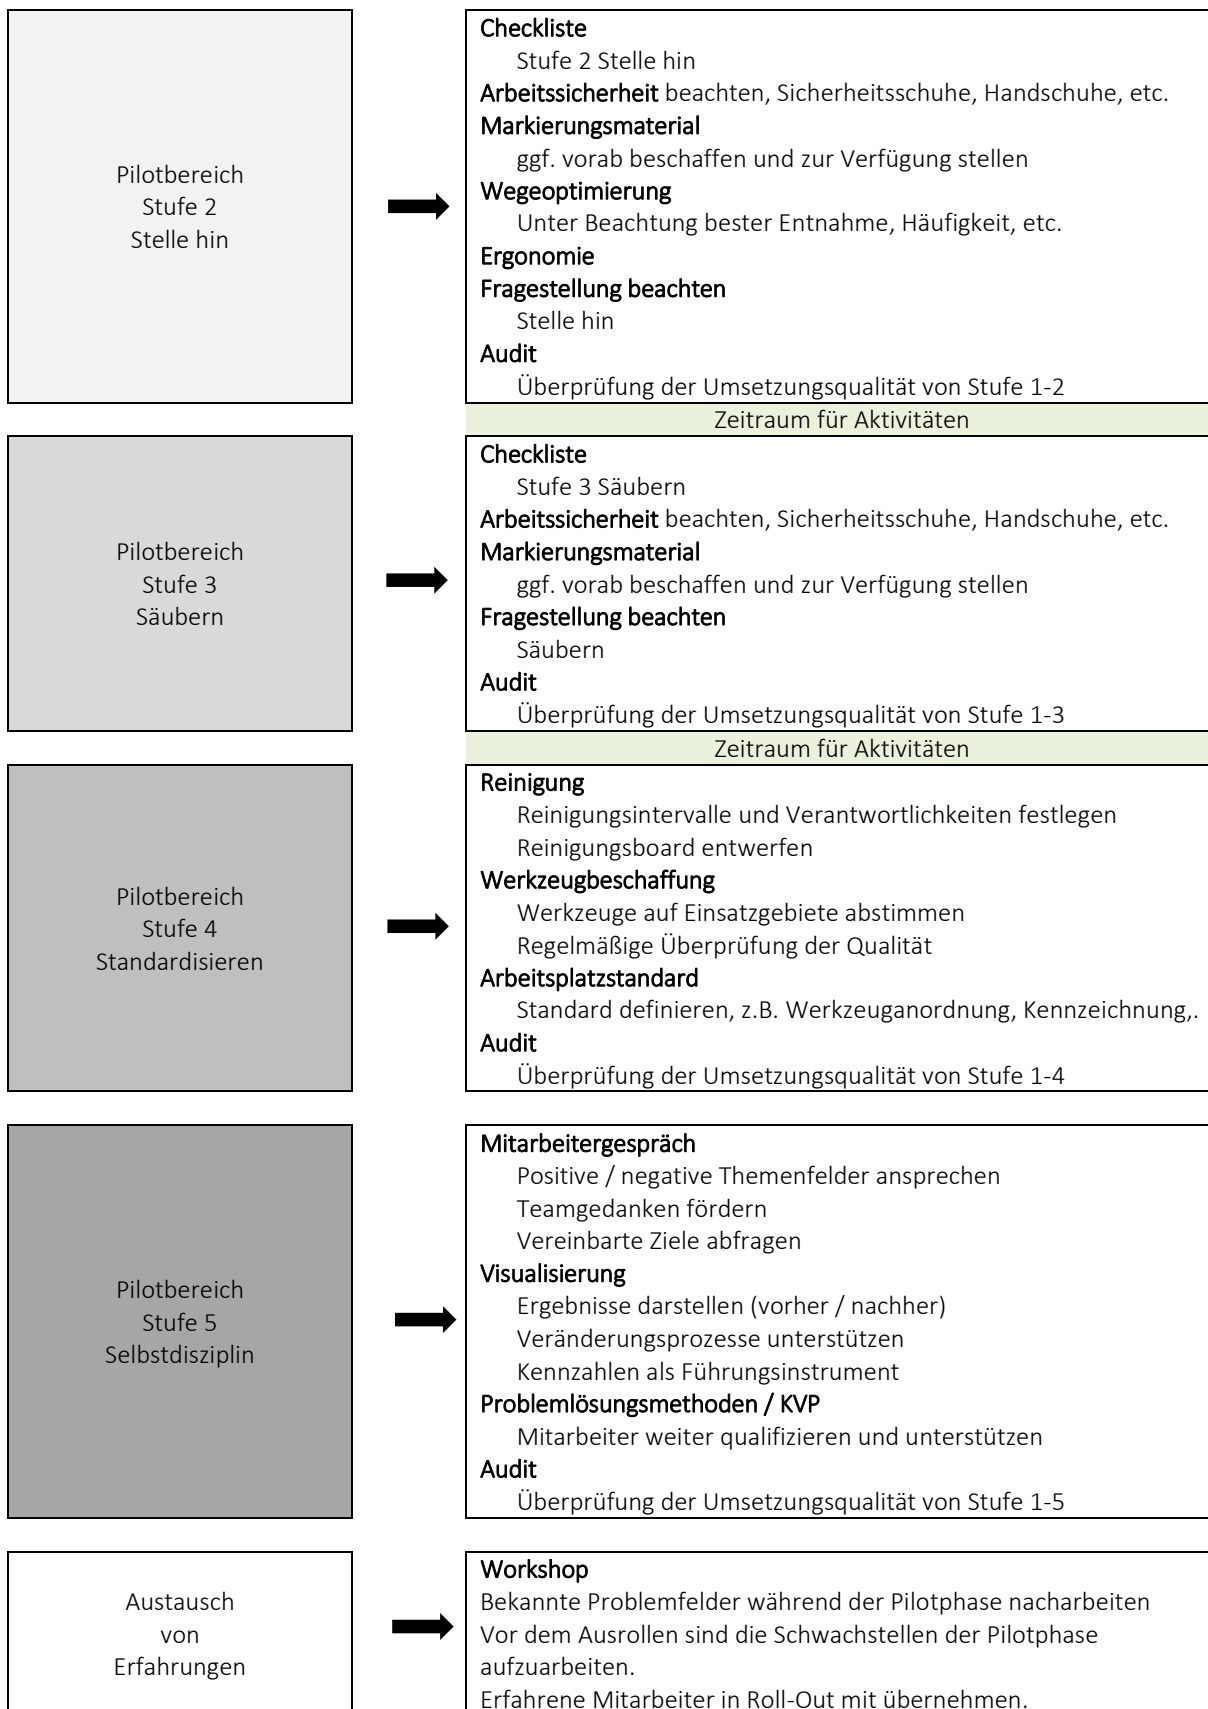 Pilotbereich
Stufe 2
Stelle hin
Checkliste
Stufe 2 Stelle hin
Arbeitssicherheit beachten, Sicherheitsschuhe, Handschuhe, etc.
Markierungsmaterial
ggf. vorab beschaffen und zur Verfügung stellen
Wegeoptimierung
Unter Beachtung bester Entnahme, Häufigkeit, etc.
Ergonomie
Fragestellung beachten
Stelle hin
Audit
Überprüfung der Umsetzungsqualität von Stufe 1-2
Zeitraum für Aktivitäten
Pilotbereich
Stufe 3
Säubern
Checkliste
Stufe 3 Säubern
Arbeitssicherheit beachten, Sicherheitsschuhe, Handschuhe, etc.
Markierungsmaterial
ggf. vorab beschaffen und zur Verfügung stellen
Fragestellung beachten
Säubern
Audit
Überprüfung der Umsetzungsqualität von Stufe 1-3
Zeitraum für Aktivitäten
Pilotbereich
Stufe 4
Standardisieren
Reinigung
Reinigungsintervalle und Verantwortlichkeiten festlegen
Reinigungsboard entwerfen
Werkzeugbeschaffung
Werkzeuge auf Einsatzgebiete abstimmen
Regelmäßige Überprüfung der Qualität
Arbeitsplatzstandard
Standard definieren, z.B. Werkzeuganordnung, Kennzeichnung,.
Audit
Überprüfung der Umsetzungsqualität von Stufe 1-4
Pilotbereich
Stufe 5
Selbstdisziplin
Mitarbeitergespräch
Positive / negative Themenfelder ansprechen
Teamgedanken fördern
Vereinbarte Ziele abfragen
Visualisierung
Ergebnisse darstellen (vorher / nachher)
Veränderungsprozesse unterstützen
Kennzahlen als Führungsinstrument
Problemlösungsmethoden / KVP
Mitarbeiter weiter qualifizieren und unterstützen
Audit
Überprüfung der Umsetzungsqualität von Stufe 1-5
Austausch
von
Erfahrungen
Workshop
Bekannte Problemfelder während der Pilotphase nacharbeiten
Vor dem Ausrollen sind die Schwachstellen der Pilotphase
aufzuarbeiten.
Erfahrene Mitarbeiter in Roll-Out mit übernehmen.